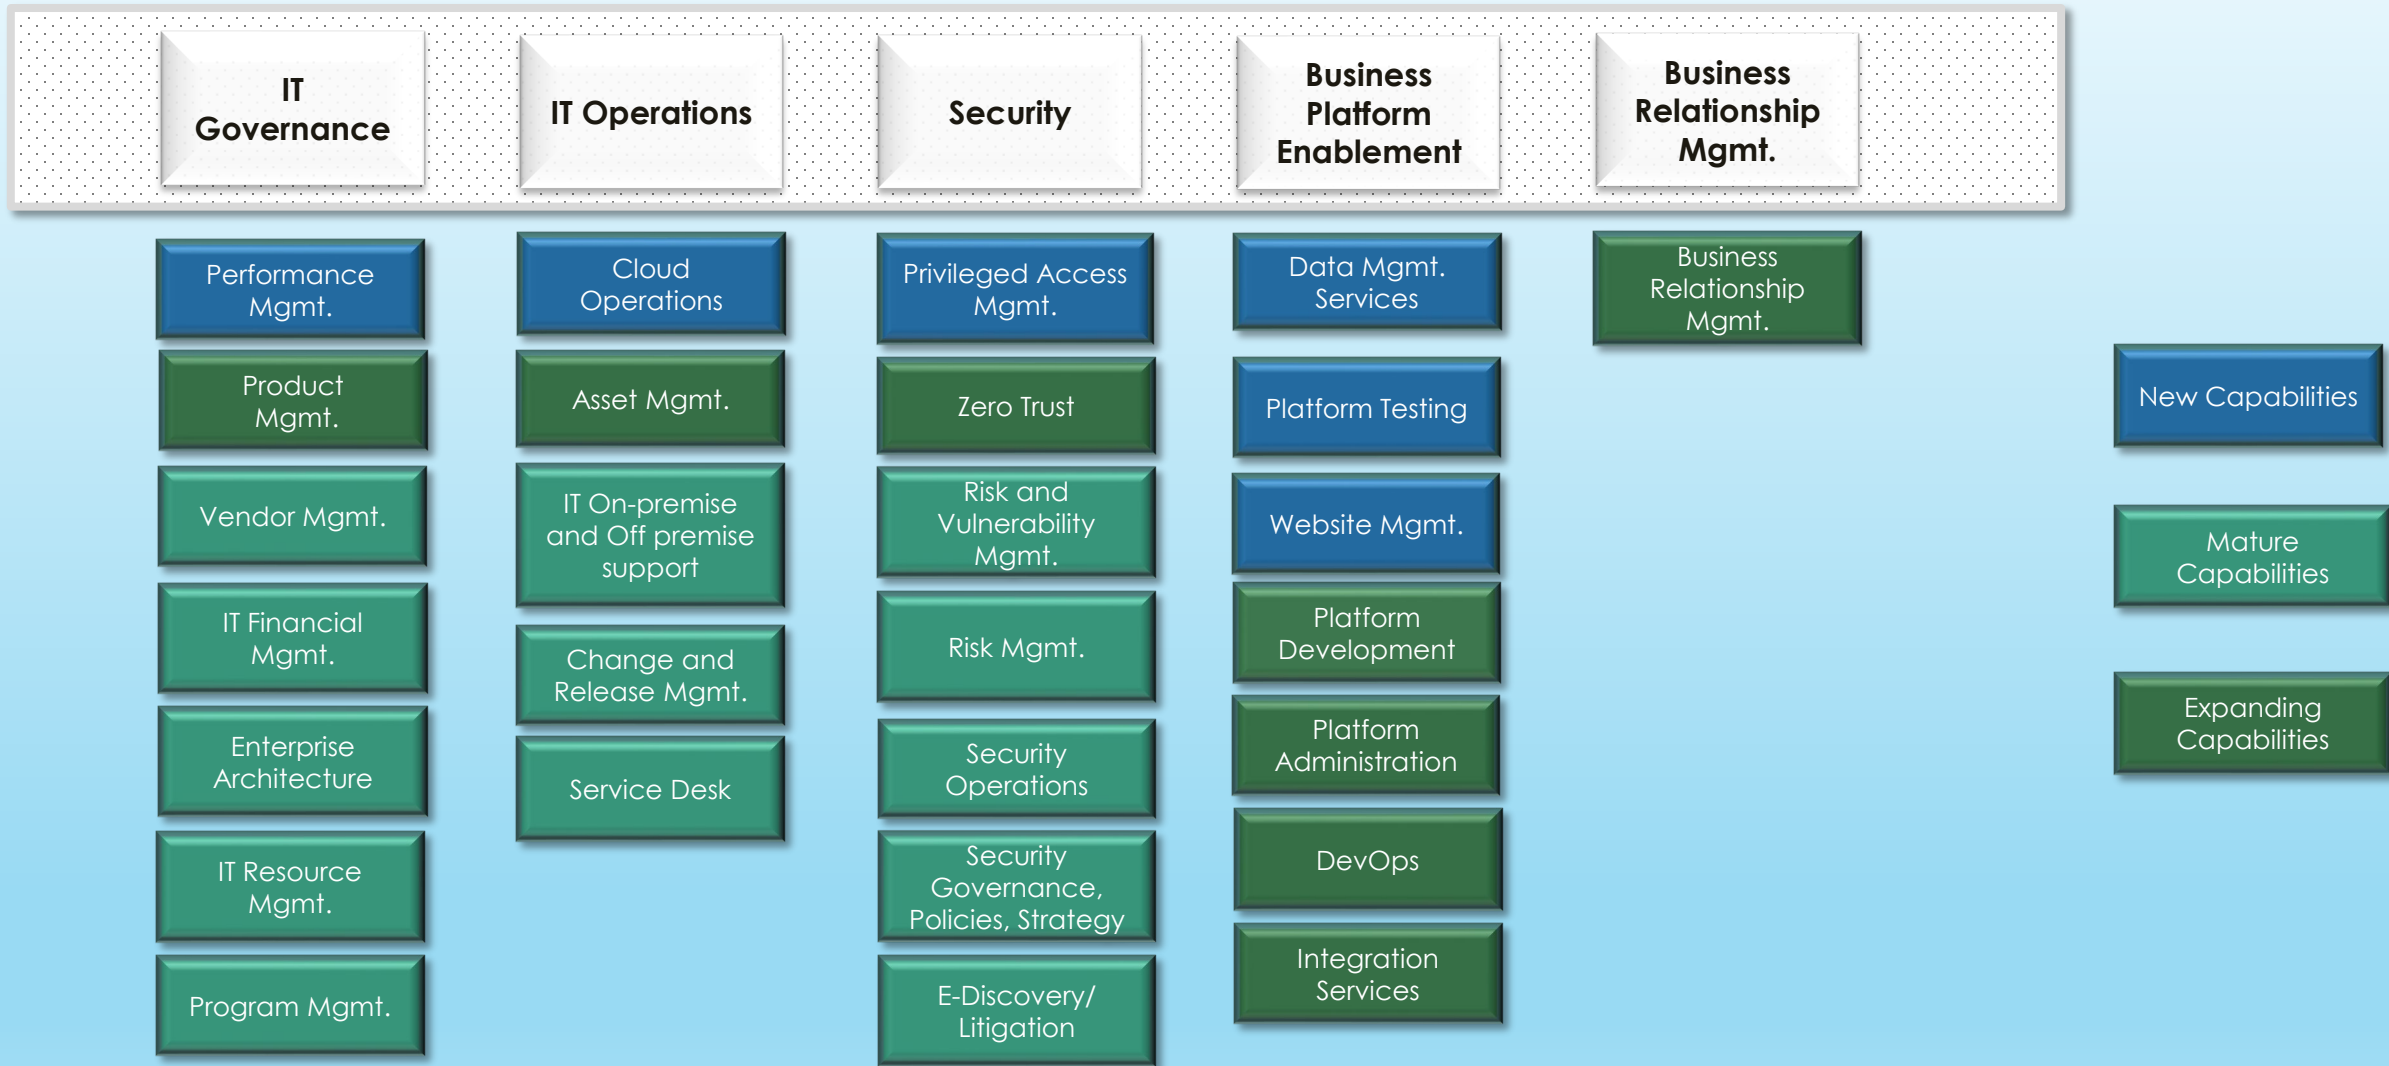 IT
Governance
IT Operations
Security
Business
Platform
Enablement
Business
Relationship
Mgmt.
Performance
Mgmt.
Product
Mgmt.
Vendor Mgmt.
IT Financial
Mgmt.
Enterprise
Architecture
IT Resource
Mgmt.
Program Mgmt.
Cloud
Operations
Asset Mgmt.
IT On-premise
and Off premise
support
Change and
Release Mgmt.
Service Desk
Privileged Access
Mgmt.
Zero Trust
Risk and
Vulnerability
Mgmt.
Risk Mgmt.
Security
Operations
Security
Governance,
Policies, Strategy
E-Discovery/
Litigation
Data Mgmt.
Services
Platform Testing
Website Mgmt.
Platform
Development
Platform
Administration
DevOps
Integration
Services
Business
Relationship
Mgmt.
New Capabilities
Mature
Capabilities
Expanding
Capabilities